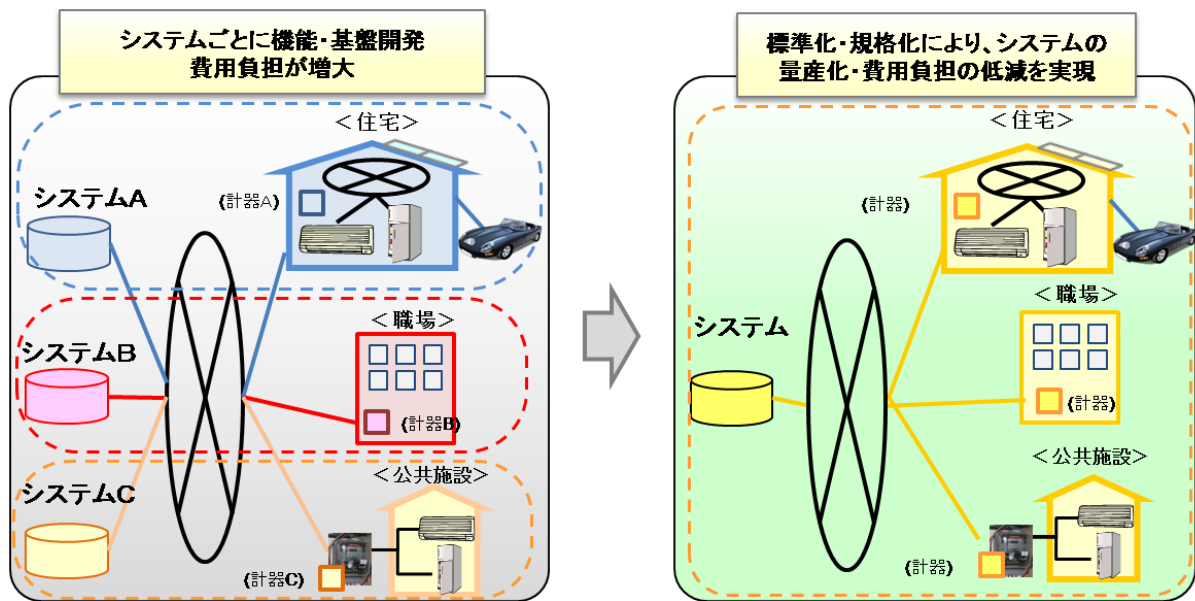 システムごとに機能・基盤開発
費用負担が増大
＜住宅＞
システムA
(計器A)
＜職場＞
システムB
(計器B)
＜公共施設＞
システムC
(計器C)
標準化・規格化により、システムの
量産化・費用負担の低減を実現
＜住宅＞
(計器)
＜職場＞
システム
(計器)
＜公共施設＞
(計器)